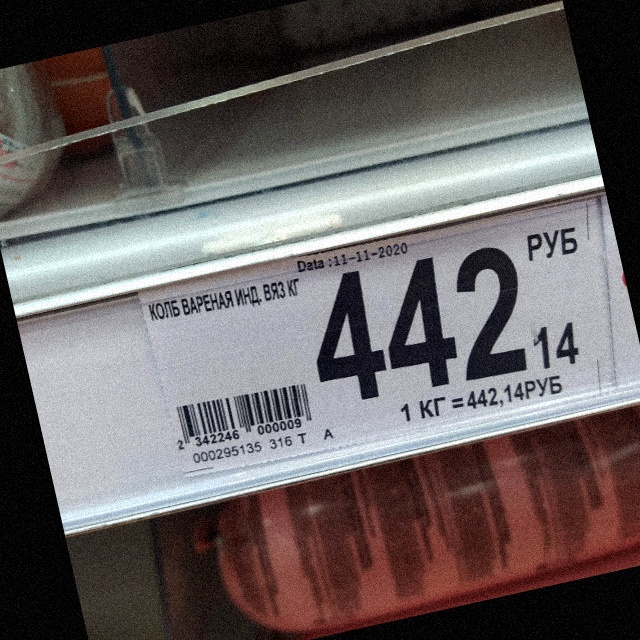 Data :11-11-2020
КОЛБ ВАРЕНАЯ ИНД. ВЯЗ КГ
442 14 РУБ
1 КГ =442,14РУБ
2 342246 000009
000295135 316 T A